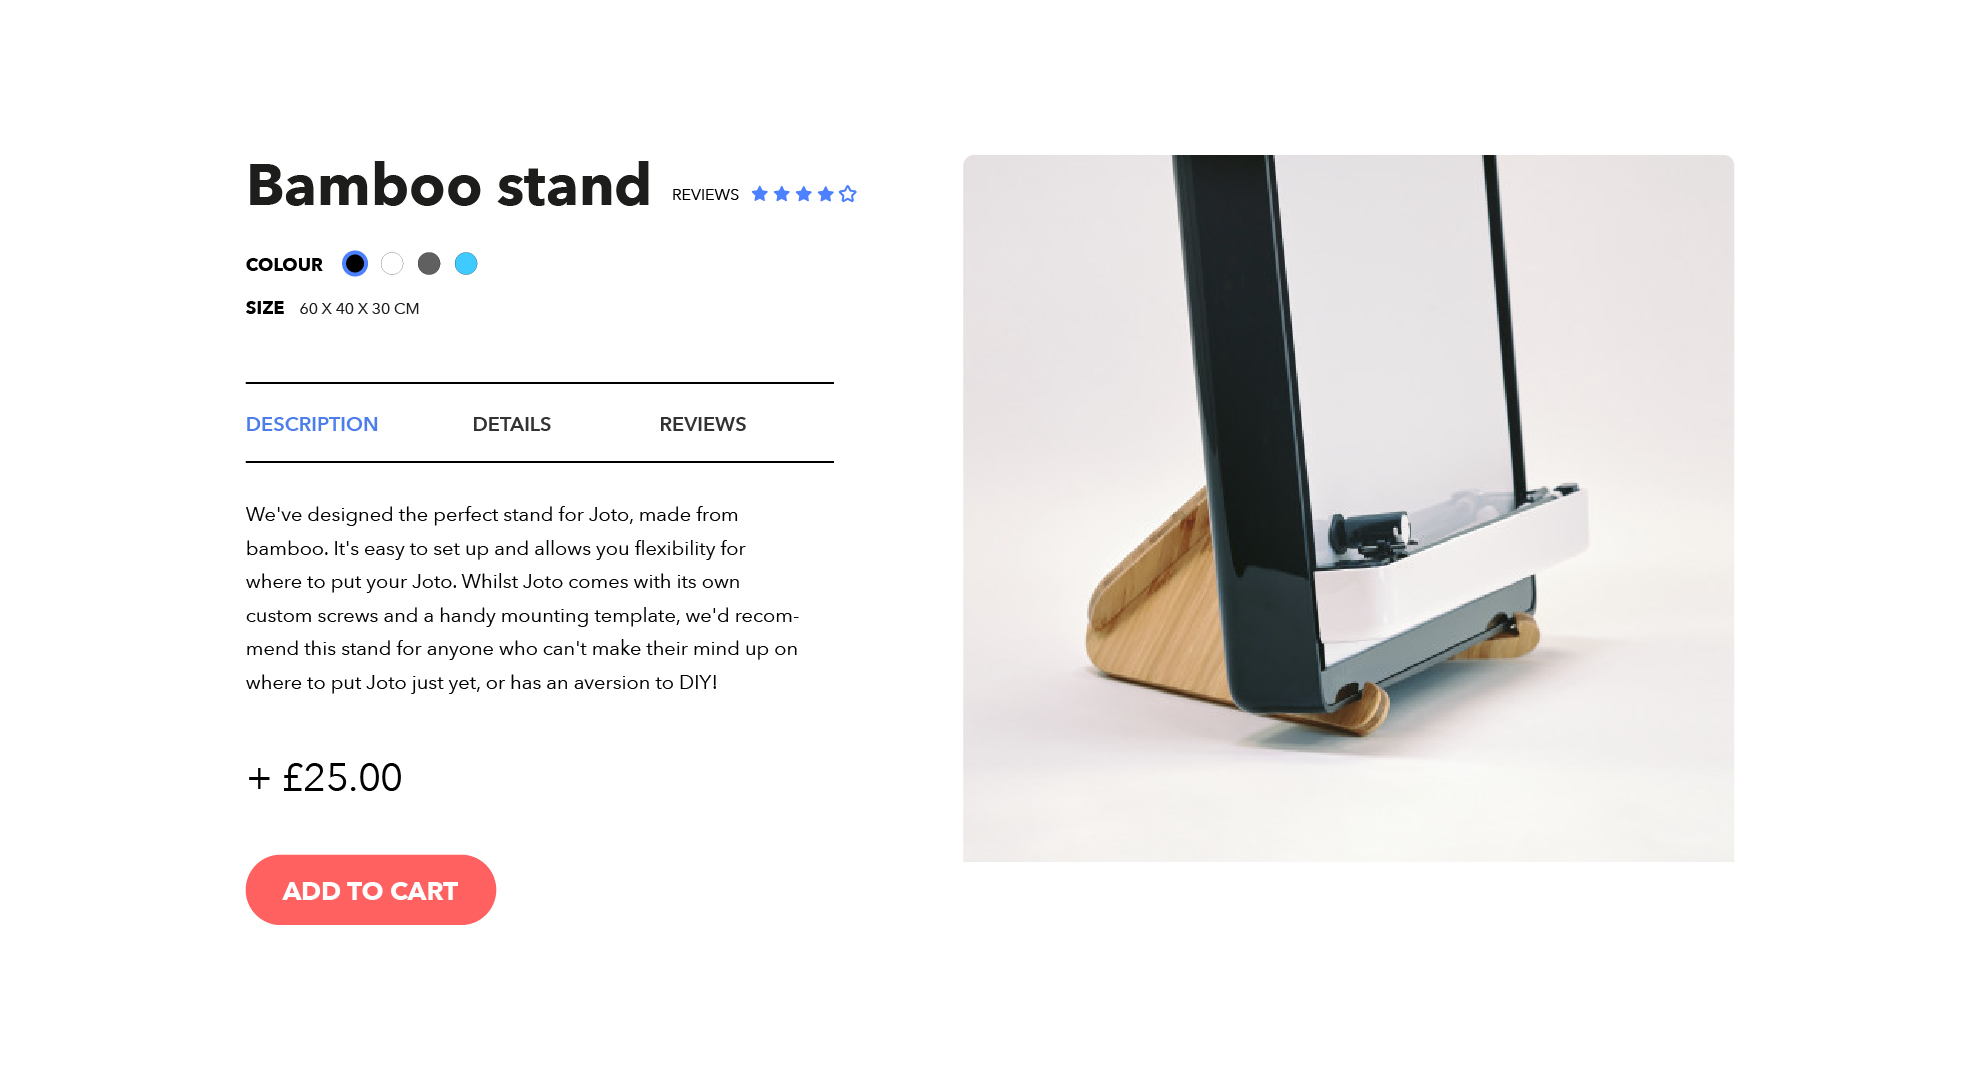 Bamboo stand
REVIEWS
COLOUR
SIZE 60 X 40 X 30 CM
DESCRIPTION DETAILS REVIEWS
We've designed the perfect stand for Joto, made from
bamboo. It's easy to set up and allows you flexibility for
where to put your Joto. Whilst Joto comes with its own
custom screws and a handy mounting template, we'd recom-
mend this stand for anyone who can't make their mind up on
where to put Joto just yet, or has an aversion to DIY!
+ £25.00
ADD TO CART